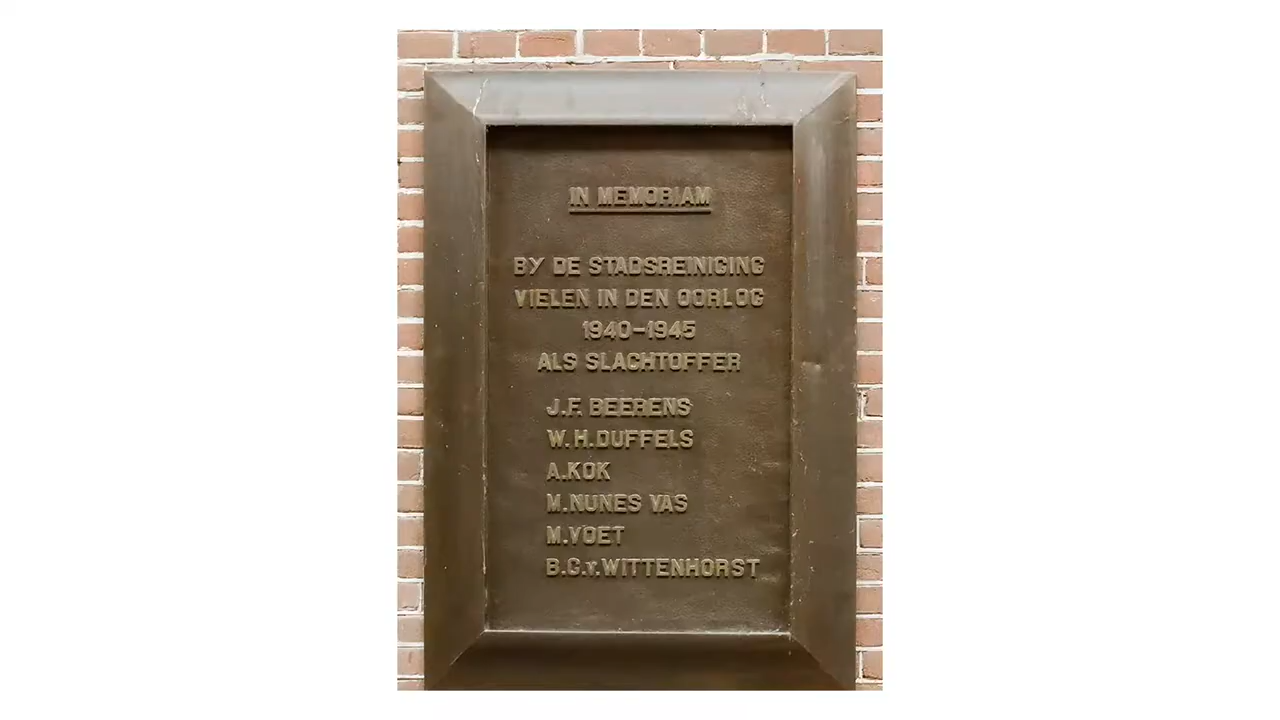 IN MEMORIAM
BY DE STADSREINIGING
VIELEN IN DEN OORLOG
1940-1945
ALS SLACHTOFFER
J.F. BEERENS
W.H.DUFFELS
A.KOK
M.NUNES VAS
M.VOET
B.G.v.WITTENHORST